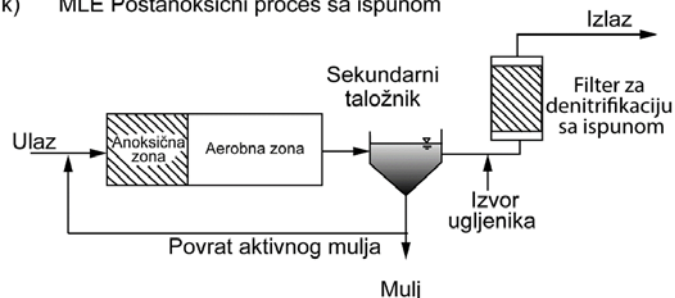 k) MLE Postanoksični proces sa ispunom
Izlaz
Sekundarni
taložnik
Filter za
denitrifikaciju
sa ispunom
Ulaz
Anoksična
zona
Aerobna zona
Izvor
ugljenika
Povrat aktivnog mulja
Mulj